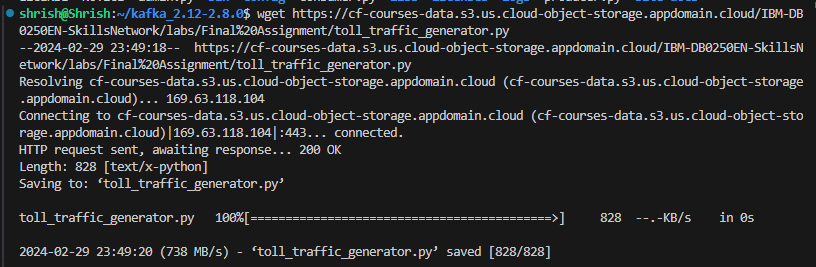 shrish@Shrish:~/kafka_2.12-2.8.0$ wget https://cf-courses-data.s3.us.cloud-object-storage.appdomain.cloud/IBM-DB
0250EN-SkillsNetwork/labs/Final%20Assignment/toll_traffic_generator.py
--2024-02-29 23:49:18--  https://cf-courses-data.s3.us.cloud-object-storage.appdomain.cloud/IBM-DB0250EN-SkillsN
etwork/labs/Final%20Assignment/toll_traffic_generator.py
Resolving cf-courses-data.s3.us.cloud-object-storage.appdomain.cloud (cf-courses-data.s3.us.cloud-object-storage
.appdomain.cloud)... 169.63.118.104
Connecting to cf-courses-data.s3.us.cloud-object-storage.appdomain.cloud (cf-courses-data.s3.us.cloud-object-sto
rage.appdomain.cloud)|169.63.118.104|:443... connected.
HTTP request sent, awaiting response... 200 OK
Length: 828 [text/x-python]
Saving to: ‘toll_traffic_generator.py’
toll_traffic_generator.py   100%[===========================================>]     828  --.-KB/s    in 0s
2024-02-29 23:49:20 (738 MB/s) - ‘toll_traffic_generator.py’ saved [828/828]